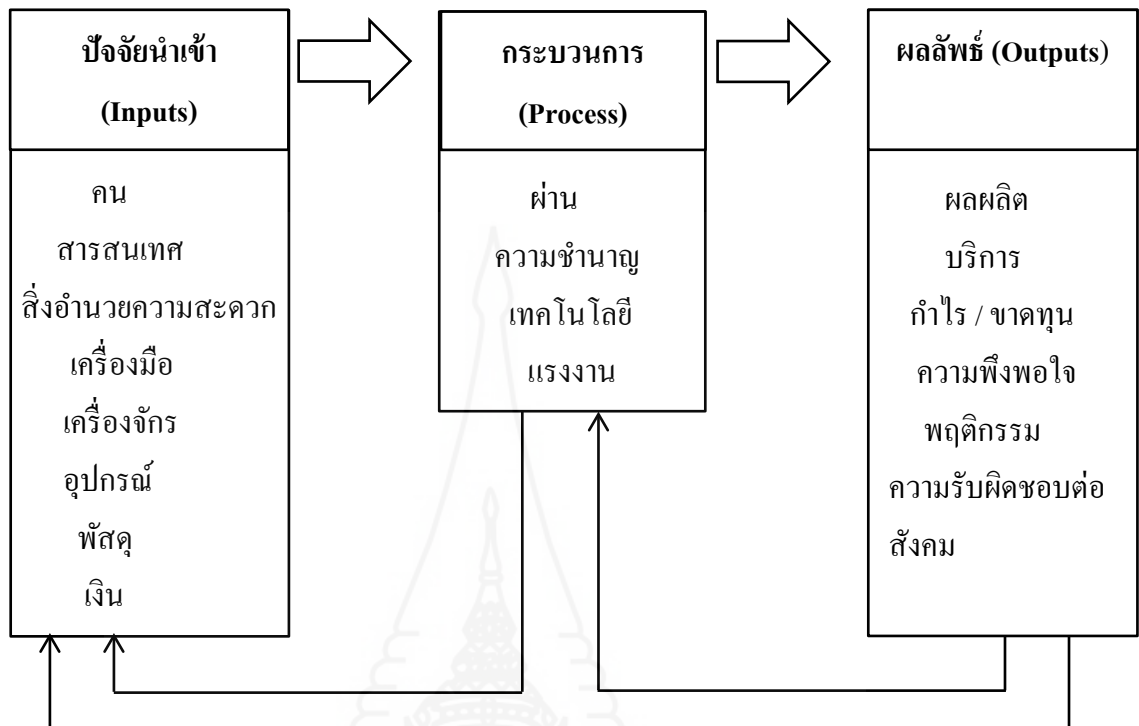 ปัจจัยนำเข้า
(Inputs)
คน
สารสนเทศ
สิ่งอำนวยความสะดวก
เครื่องมือ
เครื่องจักร
อุปกรณ์
พัสดุ
เงิน
กระบวนการ
(Process)
ผ่าน
ความชำนาญ
เทคโนโลยี
แรงงาน
ผลลัพธ์ (Outputs)
ผลผลิต
บริการ
กำไร / ขาดทุน
ความพึงพอใจ
พฤติกรรม
ความรับผิดชอบต่อ
สังคม